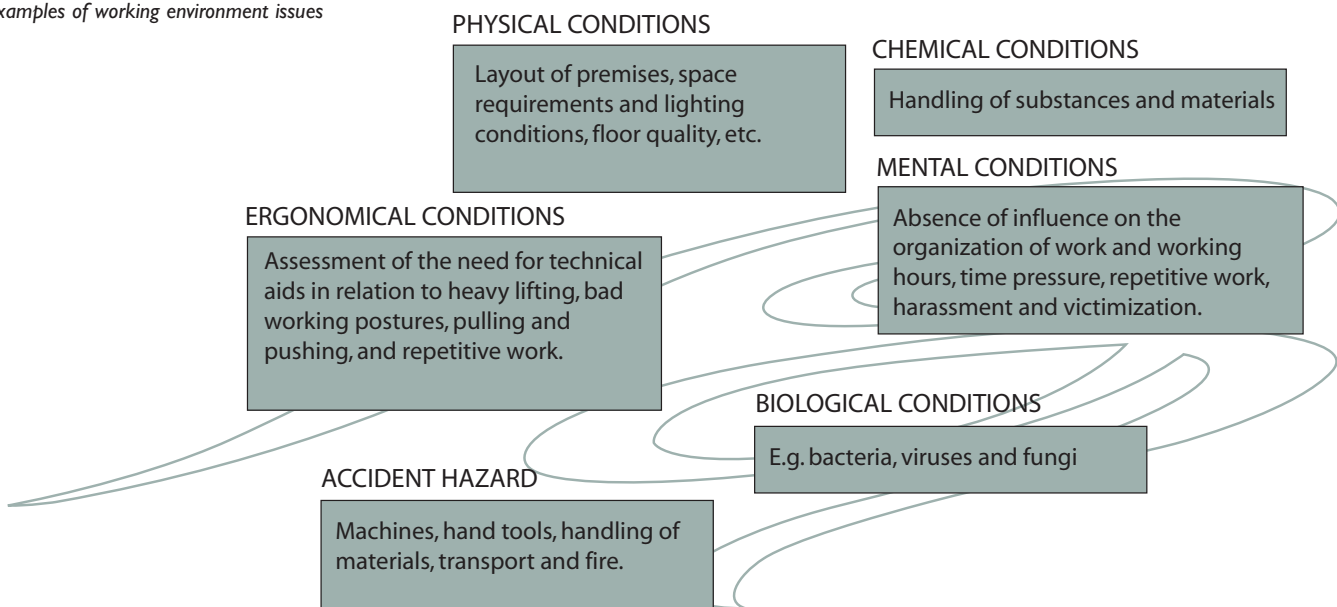 examples of working environment issues
PHYSICAL CONDITIONS
Layout of premises, space
requirements and lighting
conditions, floor quality, etc.
CHEMICAL CONDITIONS
Handling of substances and materials
MENTAL CONDITIONS
Absence of influence on the
organization of work and working
hours, time pressure, repetitive work,
harassment and victimization.
ERGONOMICAL CONDITIONS
Assessment of the need for technical
aids in relation to heavy lifting, bad
working postures, pulling and
pushing, and repetitive work.
BIOLOGICAL CONDITIONS
E.g. bacteria, viruses and fungi
ACCIDENT HAZARD
Machines, hand tools, handling of
materials, transport and fire.